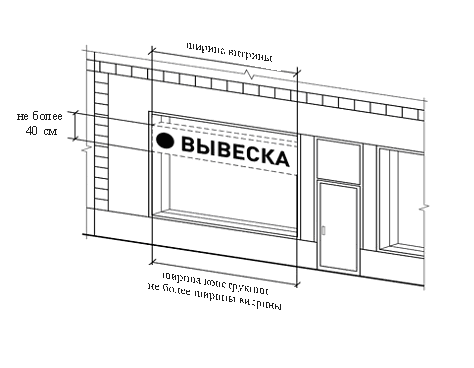 ширина витрины
не более
40 см
ВЫВЕСКА
ширина конструкции
не более ширины витрины